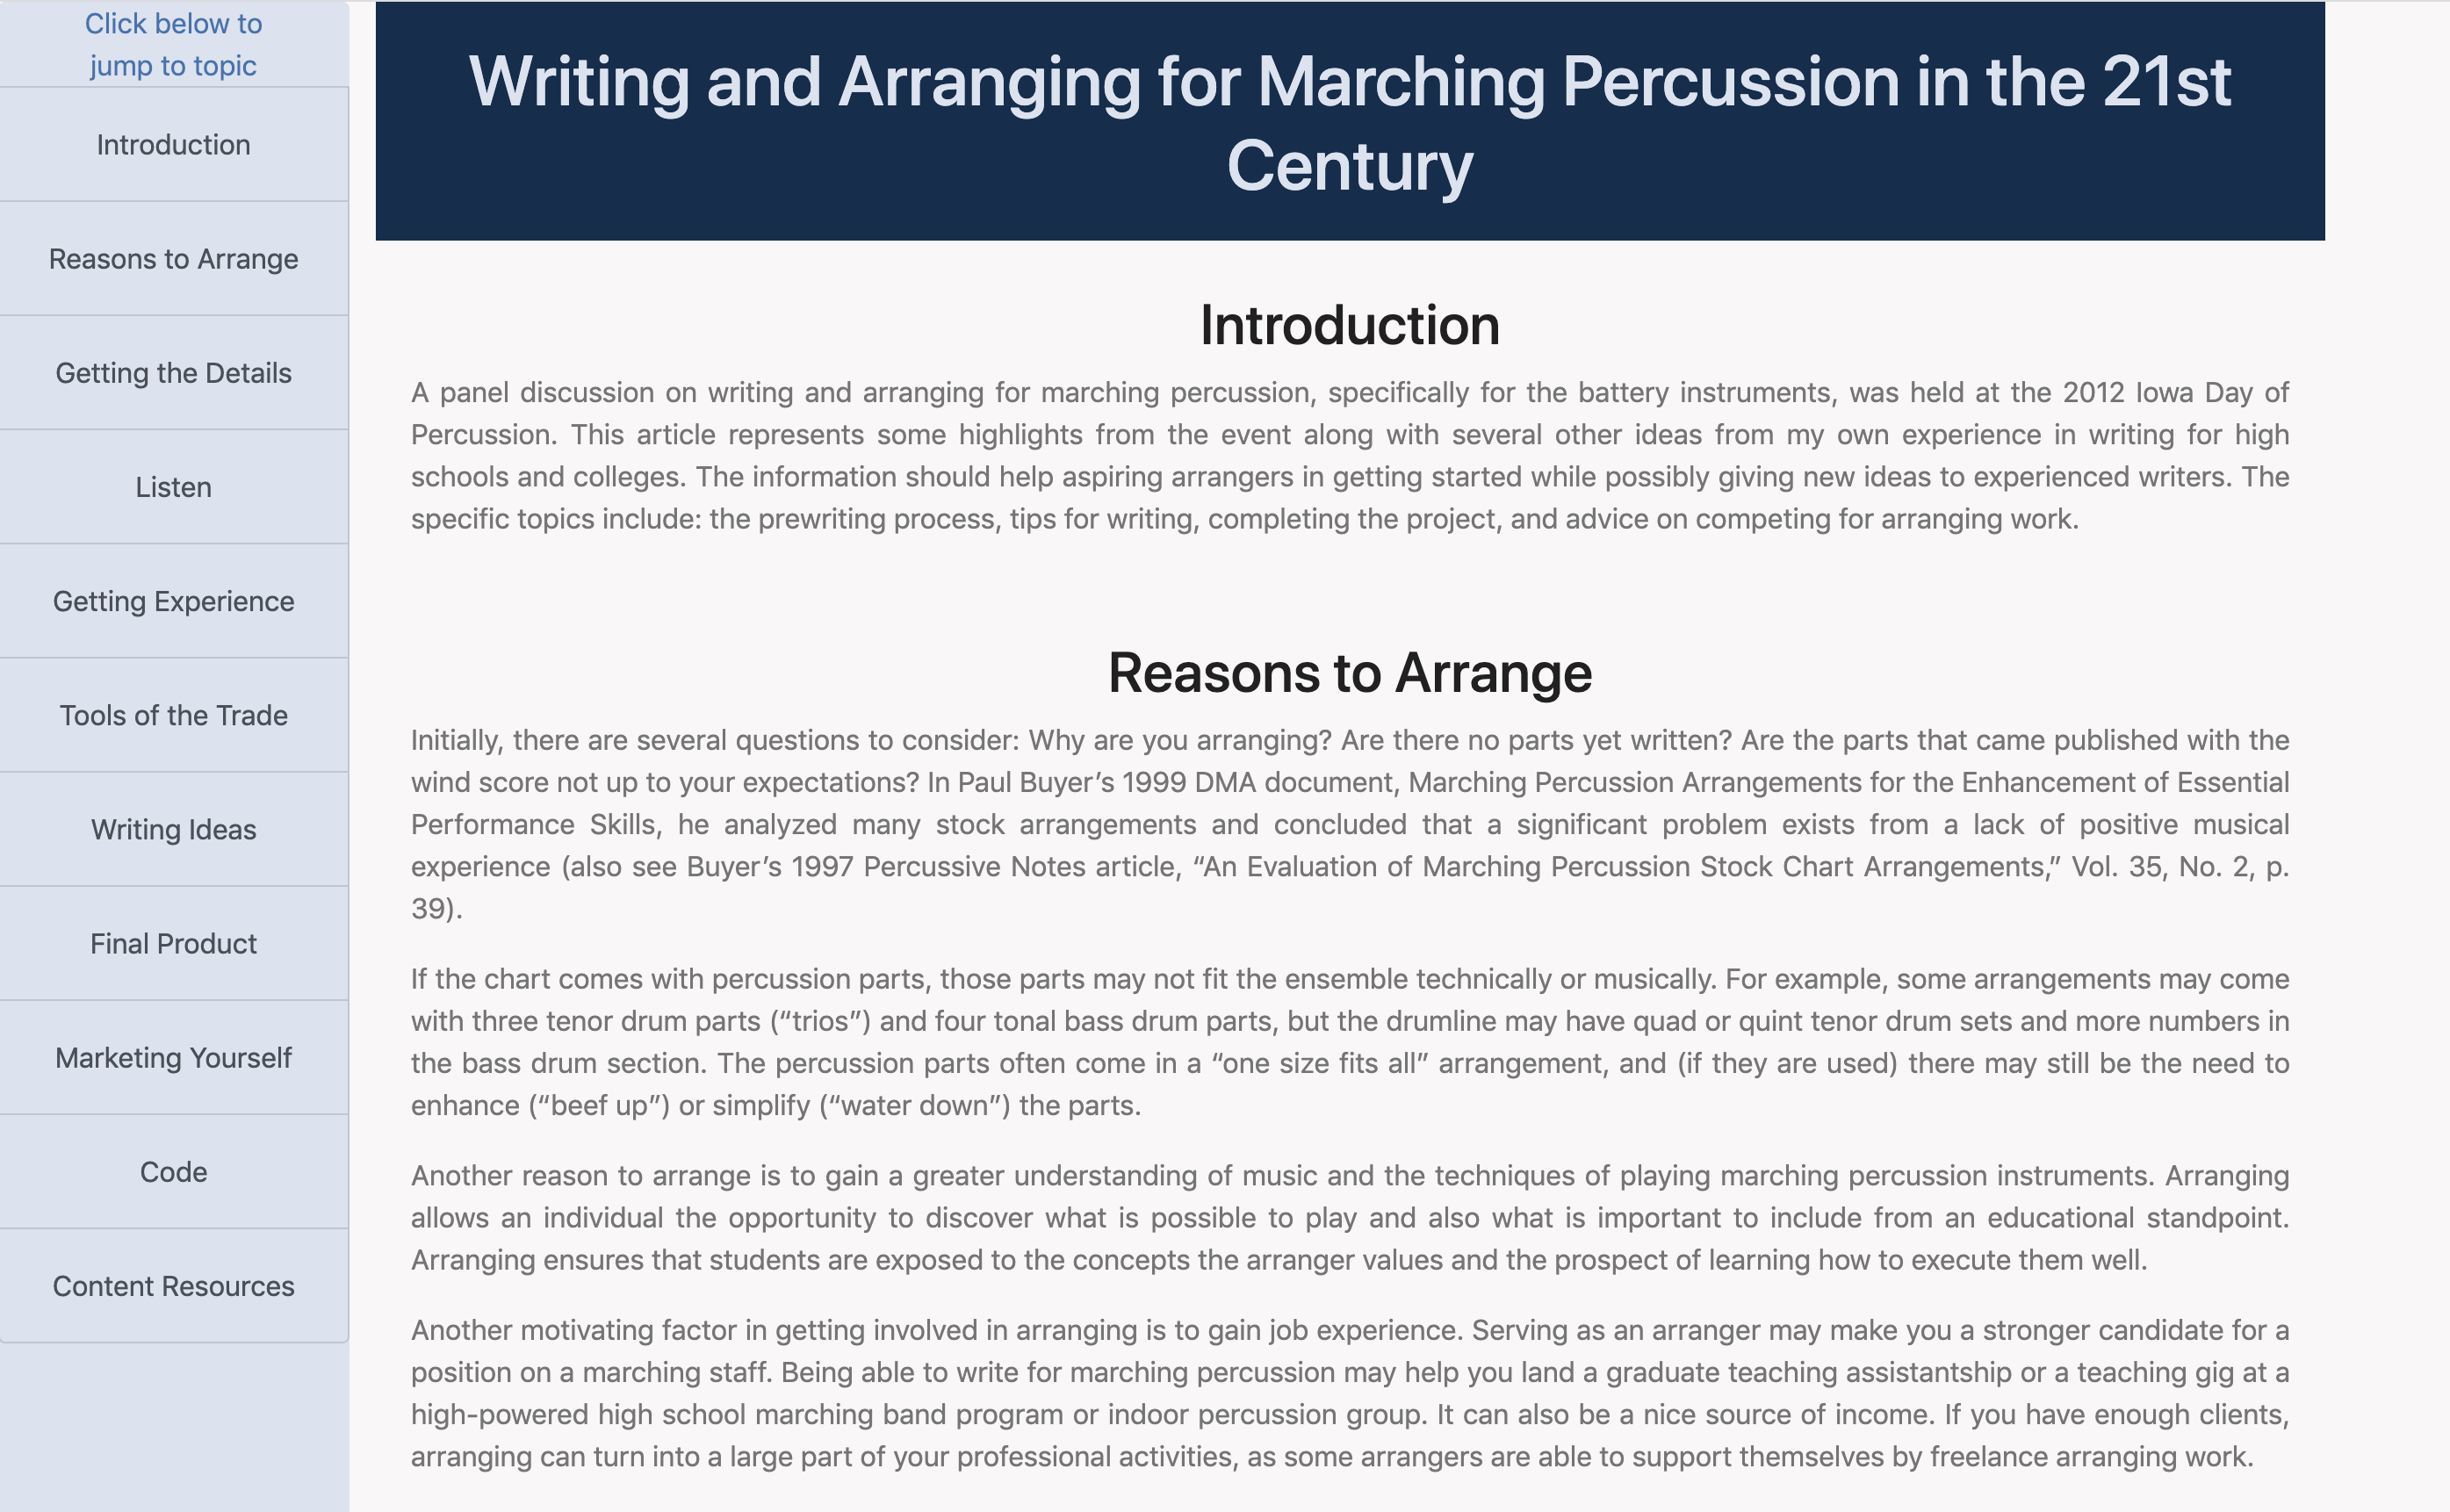 Click below to
jump to topic
Introduction
Reasons to Arrange
Getting the Details
Listen
Getting Experience
Tools of the Trade
Writing Ideas
Final Product
Marketing Yourself
Code
Content Resources
Writing and Arranging for Marching Percussion in the 21st
Century
Introduction
A panel discussion on writing and arranging for marching percussion, specifically for the battery instruments, was held at the 2012 Iowa Day of
Percussion. This article represents some highlights from the event along with several other ideas from my own experience in writing for high
schools and colleges. The information should help aspiring arrangers in getting started while possibly giving new ideas to experienced writers. The
specific topics include: the prewriting process, tips for writing, completing the project, and advice on competing for arranging work.
Reasons to Arrange
Initially, there are several questions to consider: Why are you arranging? Are there no parts yet written? Are the parts that came published with the
wind score not up to your expectations? In Paul Buyer’s 1999 DMA document, Marching Percussion Arrangements for the Enhancement of Essential
Performance Skills, he analyzed many stock arrangements and concluded that a significant problem exists from a lack of positive musical
experience (also see Buyer’s 1997 Percussive Notes article, “An Evaluation of Marching Percussion Stock Chart Arrangements,” Vol. 35, No. 2, p.
39).
If the chart comes with percussion parts, those parts may not fit the ensemble technically or musically. For example, some arrangements may come
with three tenor drum parts (“trios”) and four tonal bass drum parts, but the drumline may have quad or quint tenor drum sets and more numbers in
the bass drum section. The percussion parts often come in a “one size fits all” arrangement, and (if they are used) there may still be the need to
enhance (“beef up”) or simplify (“water down”) the parts.
Another reason to arrange is to gain a greater understanding of music and the techniques of playing marching percussion instruments. Arranging
allows an individual the opportunity to discover what is possible to play and also what is important to include from an educational standpoint.
Arranging ensures that students are exposed to the concepts the arranger values and the prospect of learning how to execute them well.
Another motivating factor in getting involved in arranging is to gain job experience. Serving as an arranger may make you a stronger candidate for a
position on a marching staff. Being able to write for marching percussion may help you land a graduate teaching assistantship or a teaching gig at a
high-powered high school marching band program or indoor percussion group. It can also be a nice source of income. If you have enough clients,
arranging can turn into a large part of your professional activities, as some arrangers are able to support themselves by freelance arranging work.